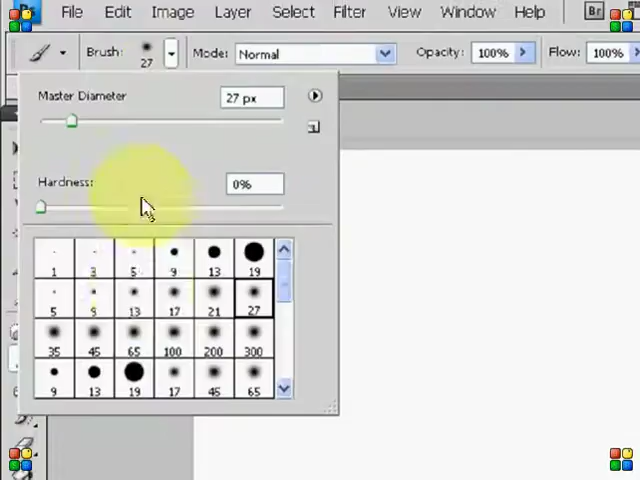 Ps File Edit Image Layer Select Filter View Window Help Br
Brush: 27 Mode: Normal Opacity: 100% Flow: 100%
Master Diameter 27 px
Hardness: 0%
1 3 5 9 13 19
5 9 13 17 21 27
35 45 65 100 200 300
9 13 19 17 45 65